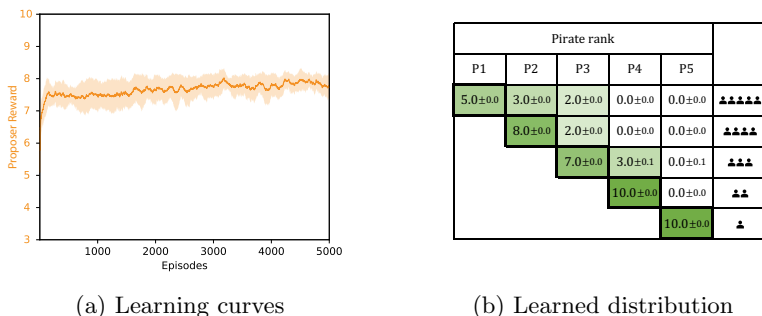 10
9
8
7
6
5
4
3
Proposer Reward
1000 2000 3000 4000 5000
Episodes
(a) Learning curves
Pirate rank
P1 P2 P3 P4 P5
5.0±0.0 3.0±0.0 2.0±0.0 0.0±0.0 0.0±0.0
8.0±0.0 2.0±0.0 0.0±0.0 0.0±0.0
7.0±0.0 3.0±0.1 0.0±0.1
10.0±0.0 0.0±0.0
10.0±0.0
(b) Learned distribution